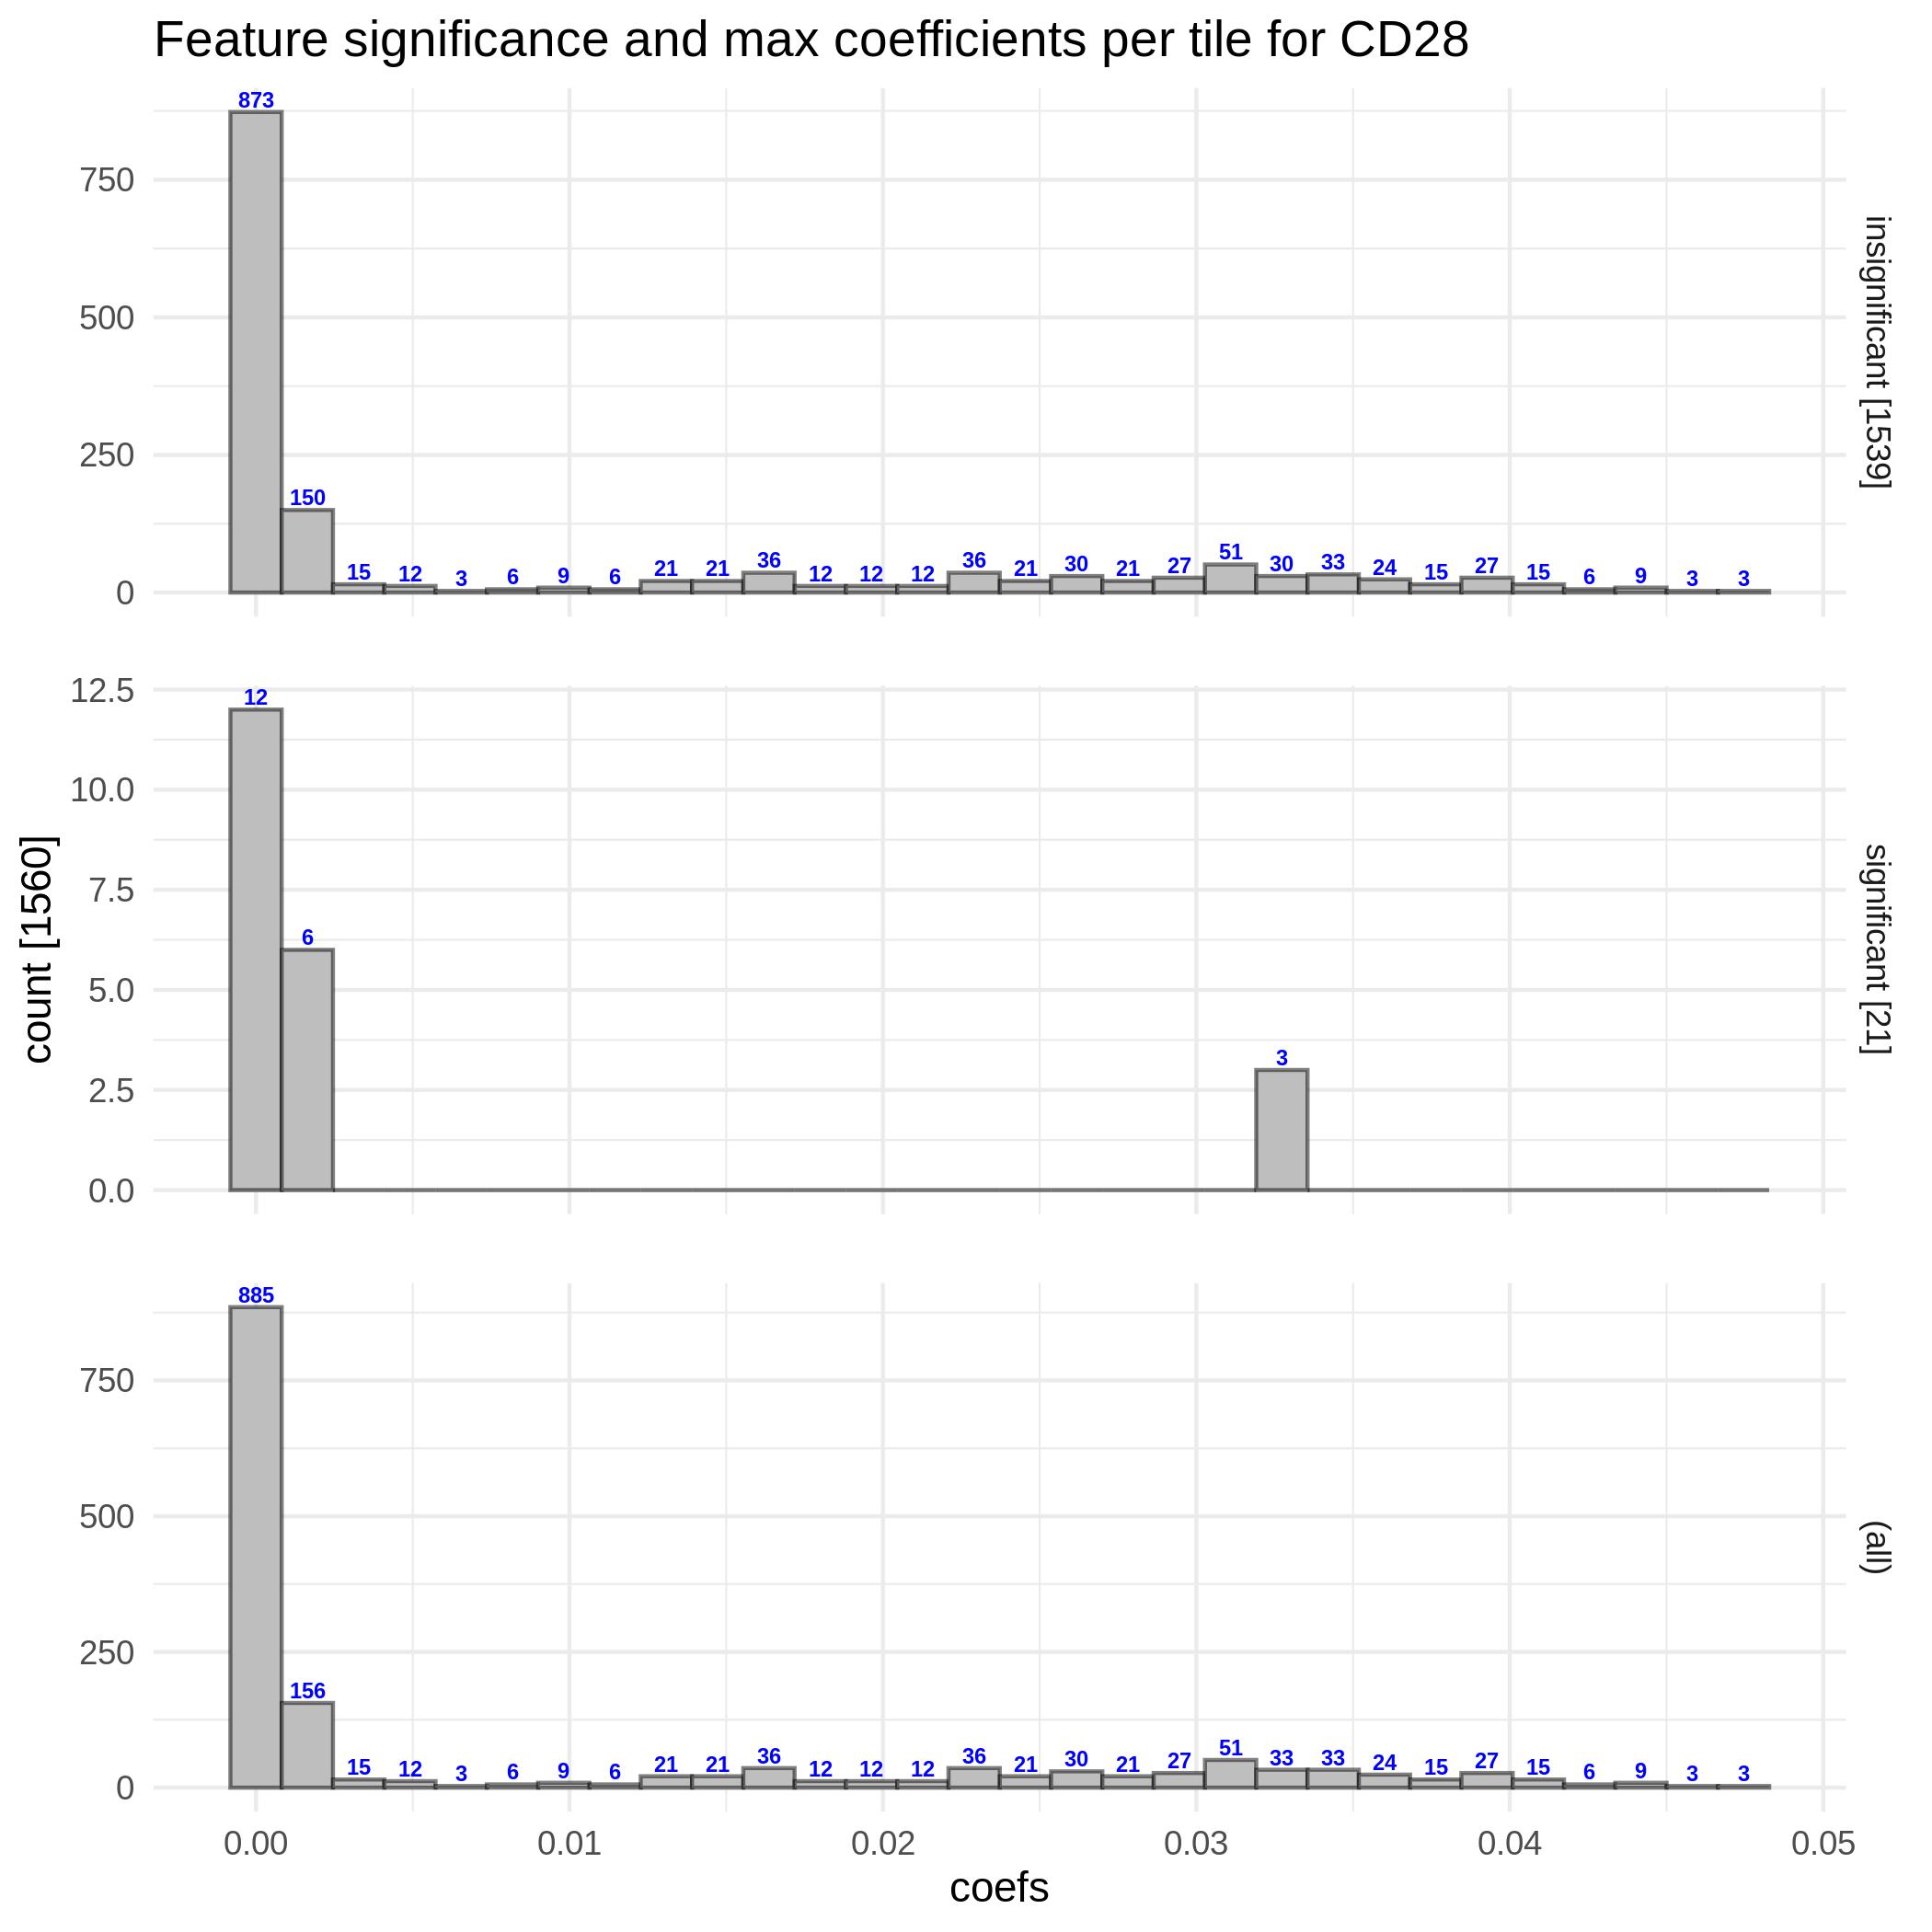 Feature significance and max coefficients per tile for CD28
873
750
500
250
0
150
15 12 3 6 9 6 21 21 36 12 12 12 36 21 30 21 27 51 30 33 24 15 27 15 6 9 3 3
insignificant [1539]
count [1560]
12.5
10.0
7.5
5.0
2.5
0.0
12
6
3
significant [21]
885
750
500
250
0
156
15 12 3 6 9 6 21 21 36 12 12 12 36 21 30 21 27 51 33 33 24 15 27 15 6 9 3 3
(all)
0.00 0.01 0.02 0.03 0.04 0.05
coefs